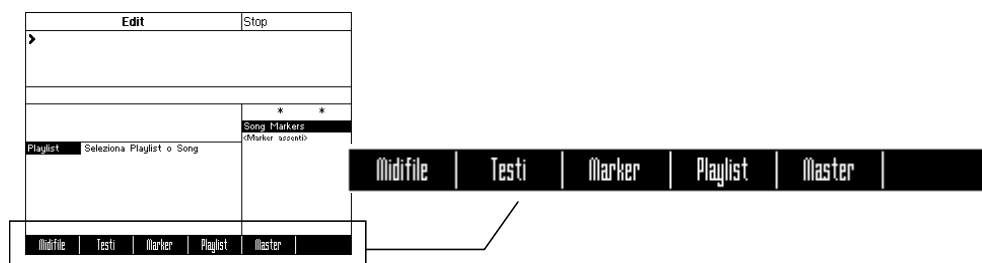 Edit Stop
>
* *
Song Markers
<Marker assenti>
Playlist Seleziona Playlist o Song
Midifile Testi Marker Playlist Master
Midifile Testi Marker Playlist Master